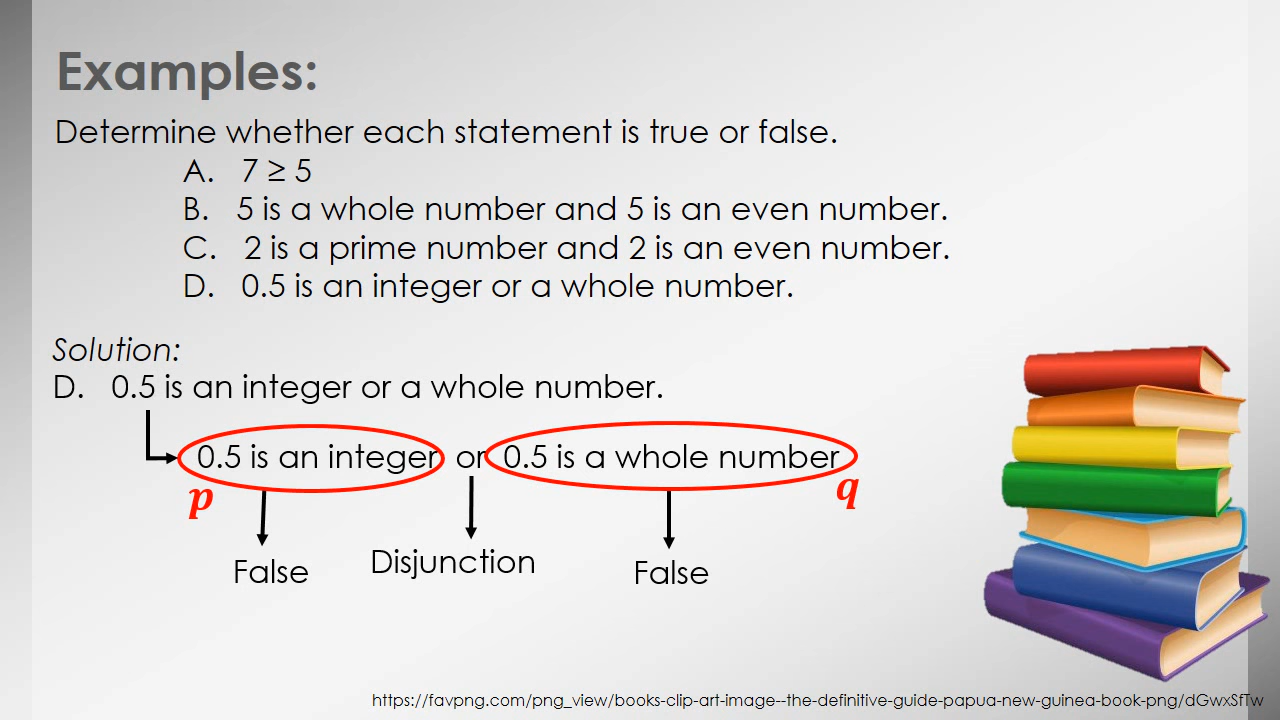 Examples:
Determine whether each statement is true or false.
A. 7 ≥ 5
B. 5 is a whole number and 5 is an even number.
C. 2 is a prime number and 2 is an even number.
D. 0.5 is an integer or a whole number.
Solution:
D. 0.5 is an integer or a whole number.
0.5 is an integer or 0.5 is a whole number
p q
False Disjunction False
https://favpng.com/png_view/books-clip-art-image--the-definitive-guide-papua-new-guinea-book-png/dGwxSfTw